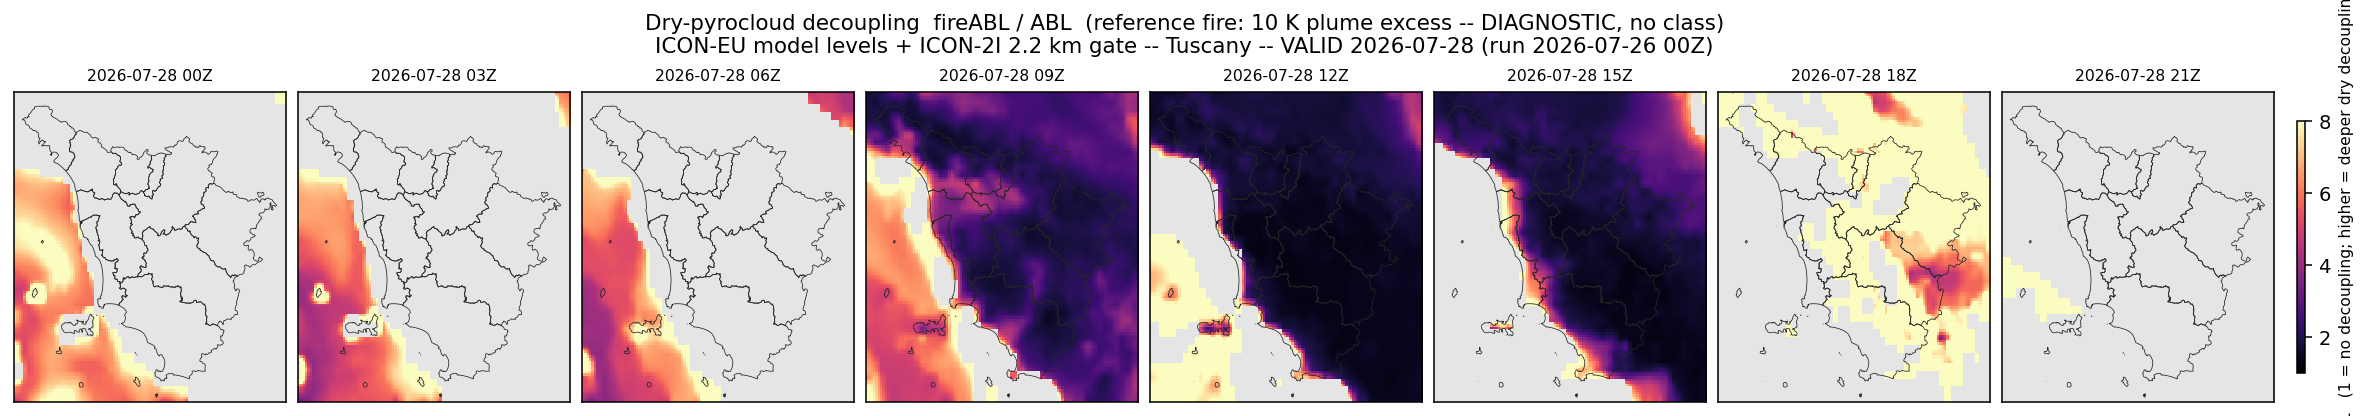 Dry-pyrocloud decoupling  fireABL / ABL  (reference fire: 10 K plume excess -- DIAGNOSTIC, no class)
ICON-EU model levels + ICON-2I 2.2 km gate -- Tuscany -- VALID 2026-07-28 (run 2026-07-26 00Z)
2026-07-28 00Z
2026-07-28 03Z
2026-07-28 06Z
2026-07-28 09Z
2026-07-28 12Z
2026-07-28 15Z
2026-07-28 18Z
2026-07-28 21Z
8
6
4
2
(1 = no decoupling; higher = deeper dry decoupling